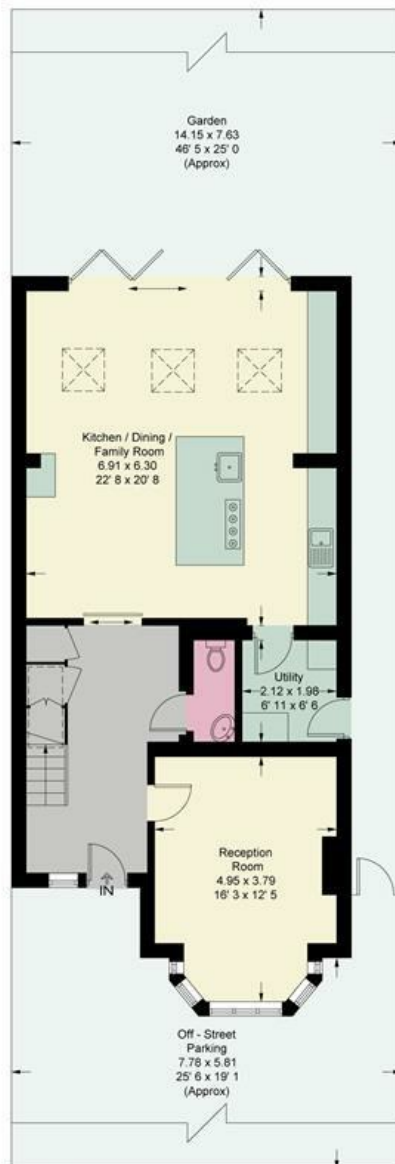 Garden
14.15 x 7.63
46' 5 x 25' 0
(Approx)
Kitchen / Dining /
Family Room
6.91 x 6.30
22' 8 x 20' 8
Utility
2.12 x 1.98
6' 11 x 6' 6
Reception
Room
4.95 x 3.79
16' 3 x 12' 5
IN
Off - Street
Parking
7.78 x 5.81
25' 6 x 19' 1
(Approx)